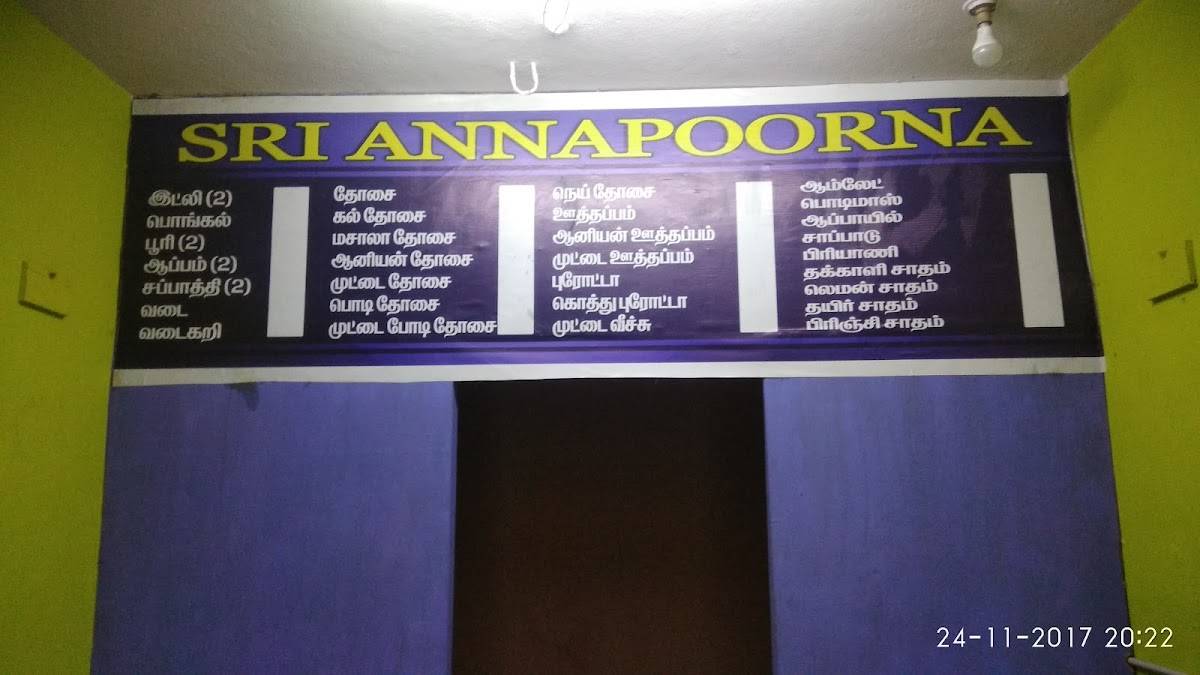 SRI ANNAPOORNA
இட்லி (2)
பொங்கல்
பூரி (2)
ஆப்பம் (2)
சப்பாத்தி (2)
வடை
வடைகறி
தோசை
கல் தோசை
மசாலா தோசை
ஆனியன் தோசை
முட்டை தோசை
பொடி தோசை
முட்டை போடி தோசை
நெய் தோசை
ஊத்தப்பம்
ஆனியன் ஊத்தப்பம்
முட்டை ஊத்தப்பம்
புரோட்டா
கொத்து புரோட்டா
முட்டை வீச்சு
ஆம்லேட்
பொடிமாஸ்
ஆப்பாயில்
சாப்பாடு
பிரியாணி
தக்காளி சாதம்
லெமன் சாதம்
தயிர் சாதம்
பிரிஞ்சி சாதம்
24-11-2017 20:22